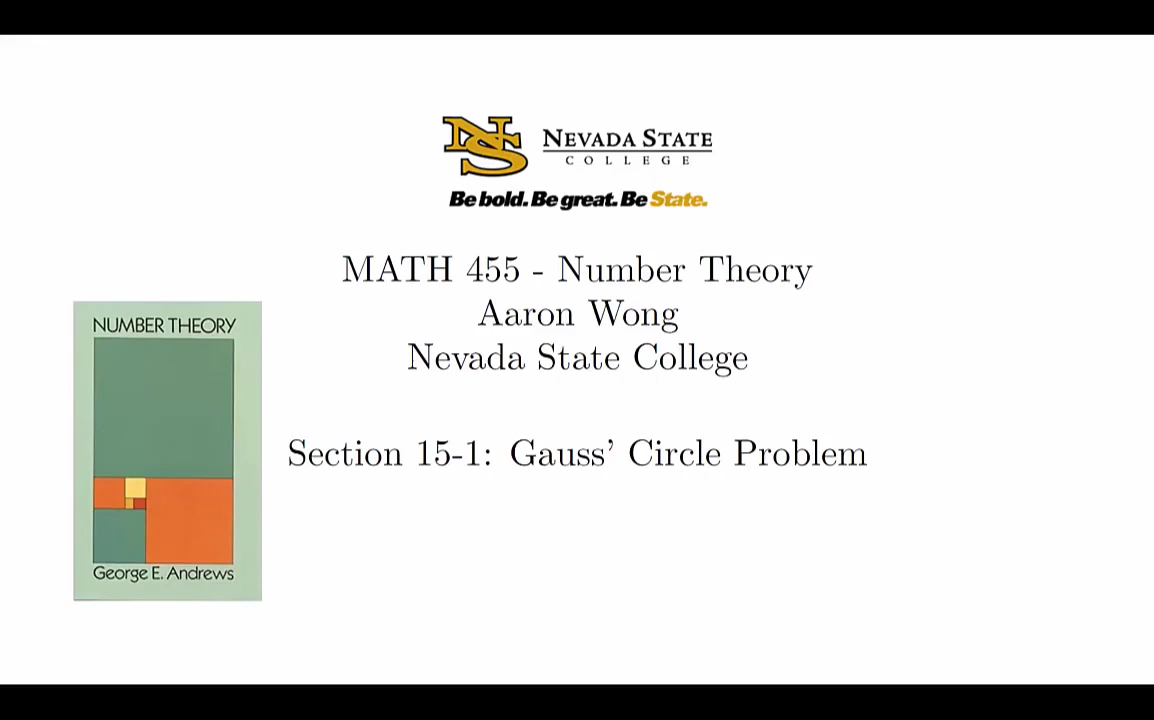 NS NEVADA STATE
COLLEGE
Be bold. Be great. Be State.
MATH 455 - Number Theory
Aaron Wong
Nevada State College
Section 15-1: Gauss' Circle Problem
NUMBER THEORY
George E. Andrews